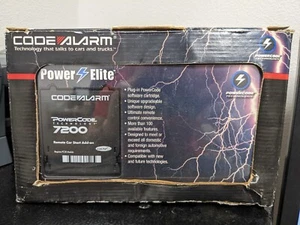 CODE ALARM
Technology that talks to cars and trucks.
Power Elite
CODE ALARM
POWERCODE
TECHNOLOGY
7200
Remote Car Start Add-on
• Plug-in PowerCode
software cartridge.
• Unique upgradeable
software design.
• Ultimate remote
control convenience.
• More than 100
available features.
• Designed to meet or
exceed all domestic
and foreign automotive
requirements.
• Compatible with new
and future technologies.